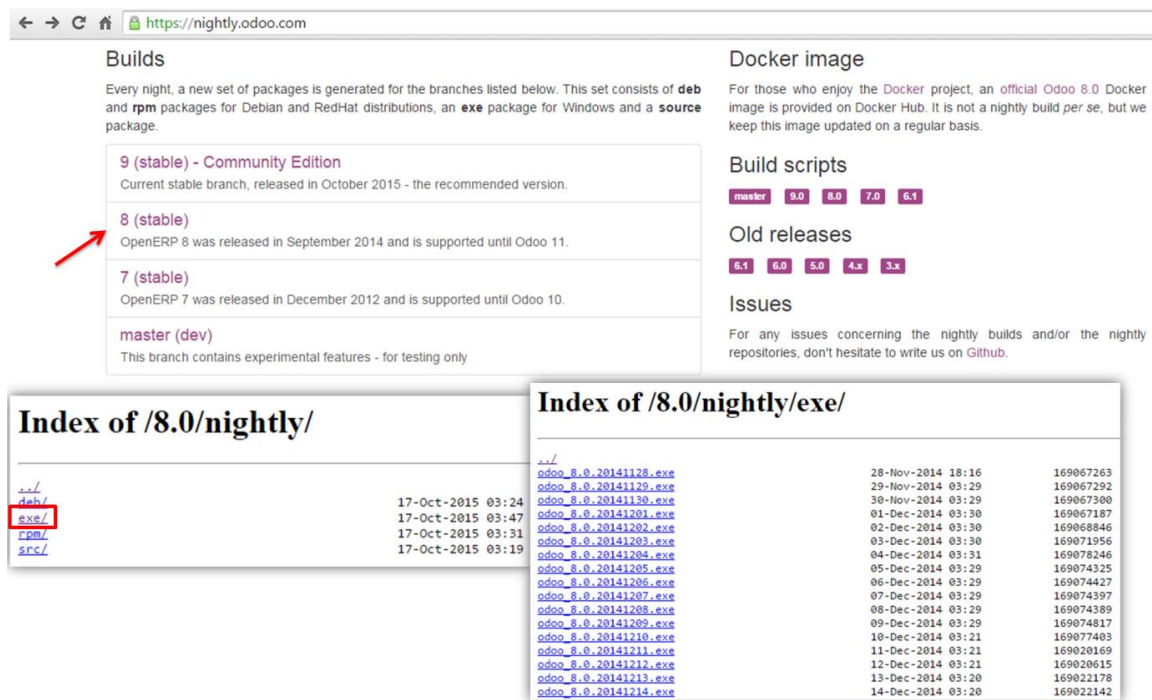 https://nightly.odoo.com
Builds
Every night, a new set of packages is generated for the branches listed below. This set consists of deb
and rpm packages for Debian and RedHat distributions, an exe package for Windows and a source
package.
9 (stable) - Community Edition
Current stable branch, released in October 2015 - the recommended version.
8 (stable)
OpenERP 8 was released in September 2014 and is supported until Odoo 11.
7 (stable)
OpenERP 7 was released in December 2012 and is supported until Odoo 10.
master (dev)
This branch contains experimental features - for testing only
Docker image
For those who enjoy the Docker project, an official Odoo 8.0 Docker
image is provided on Docker Hub. It is not a nightly build per se, but we
keep this image updated on a regular basis.
Build scripts
master 9.0 8.0 7.0 6.1
Old releases
6.1 6.0 5.0 4.x 3.x
Issues
For any issues concerning the nightly builds and/or the nightly
repositories, don't hesitate to write us on Github.
Index of /8.0/nightly/
../
deb/ 17-Oct-2015 03:24
exe/ 17-Oct-2015 03:47
rpm/ 17-Oct-2015 03:31
src/ 17-Oct-2015 03:19
Index of /8.0/nightly/exe/
../
odoo_8.0.20141128.exe 28-Nov-2014 18:16 169067263
odoo_8.0.20141129.exe 29-Nov-2014 03:29 169067292
odoo_8.0.20141130.exe 30-Nov-2014 03:29 169067300
odoo_8.0.20141201.exe 01-Dec-2014 03:30 169067187
odoo_8.0.20141202.exe 02-Dec-2014 03:30 169068846
odoo_8.0.20141203.exe 03-Dec-2014 03:30 169071956
odoo_8.0.20141204.exe 04-Dec-2014 03:31 169078246
odoo_8.0.20141205.exe 05-Dec-2014 03:29 169074325
odoo_8.0.20141206.exe 06-Dec-2014 03:29 169074427
odoo_8.0.20141207.exe 07-Dec-2014 03:29 169074397
odoo_8.0.20141208.exe 08-Dec-2014 03:29 169074389
odoo_8.0.20141209.exe 09-Dec-2014 03:29 169074817
odoo_8.0.20141210.exe 10-Dec-2014 03:21 169077403
odoo_8.0.20141211.exe 11-Dec-2014 03:21 169020169
odoo_8.0.20141212.exe 12-Dec-2014 03:21 169020615
odoo_8.0.20141213.exe 13-Dec-2014 03:20 169022178
odoo_8.0.20141214.exe 14-Dec-2014 03:20 169022142